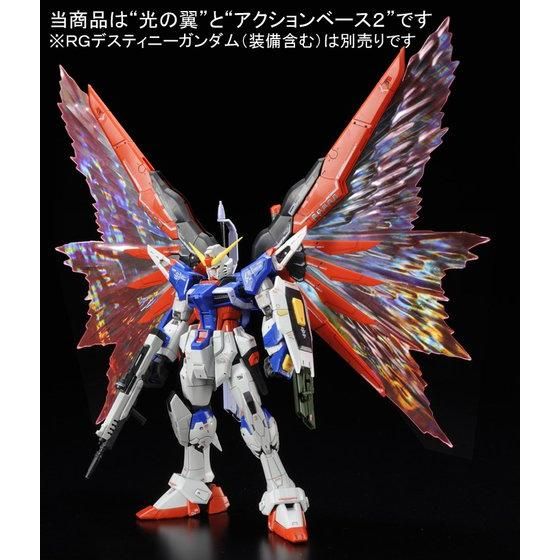 当商品は“光の翼”と“アクションベース2”です
※RGデスティニーガンダム（装備含む）は別売りです